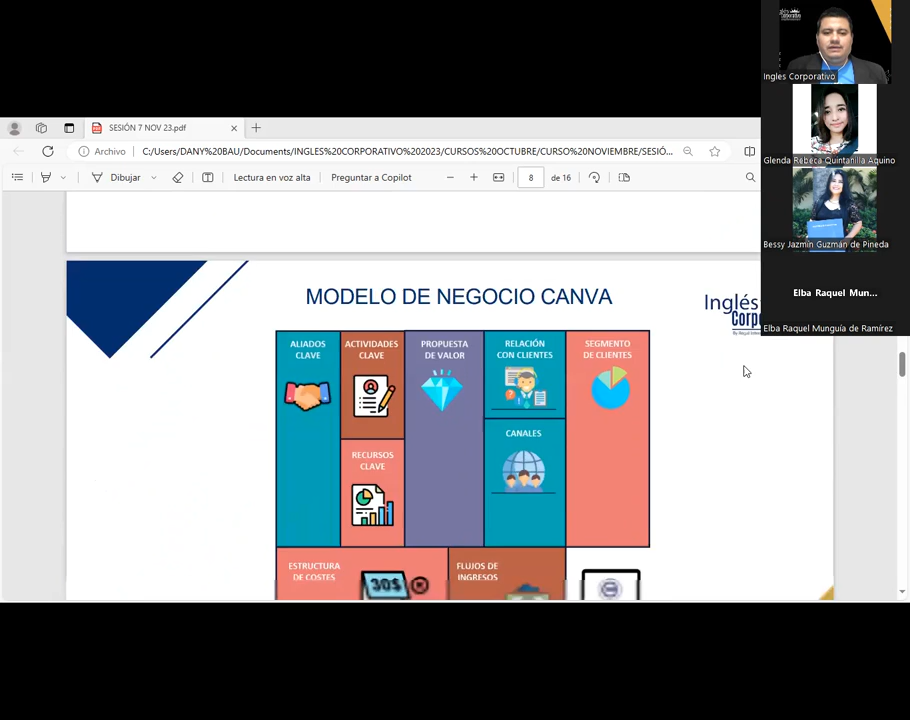 SESIÓN 7 NOV 23.pdf
Archivo
C:/Users/DANY%20BAU/Documents/INGLES%20CORPORATIVO%202023/CURSOS%20OCTUBRE/CURSO%20NOVIEMBRE/SESIÓ...
Dibujar
Lectura en voz alta
Preguntar a Copilot
8
de 16
Ingles Corporativo
Glenda Rebeca Quintanilla Aquino
Bessy Jazmín Guzmán de Pineda
Elba Raquel Mun...
Elba Raquel Munguía de Ramírez
MODELO DE NEGOCIO CANVA
Inglés
Corp
ALIADOS
CLAVE
ACTIVIDADES
CLAVE
PROPUESTA
DE VALOR
RELACIÓN
CON CLIENTES
SEGMENTO
DE CLIENTES
CANALES
RECURSOS
CLAVE
ESTRUCTURA
DE COSTES
30$
FLUJOS DE
INGRESOS